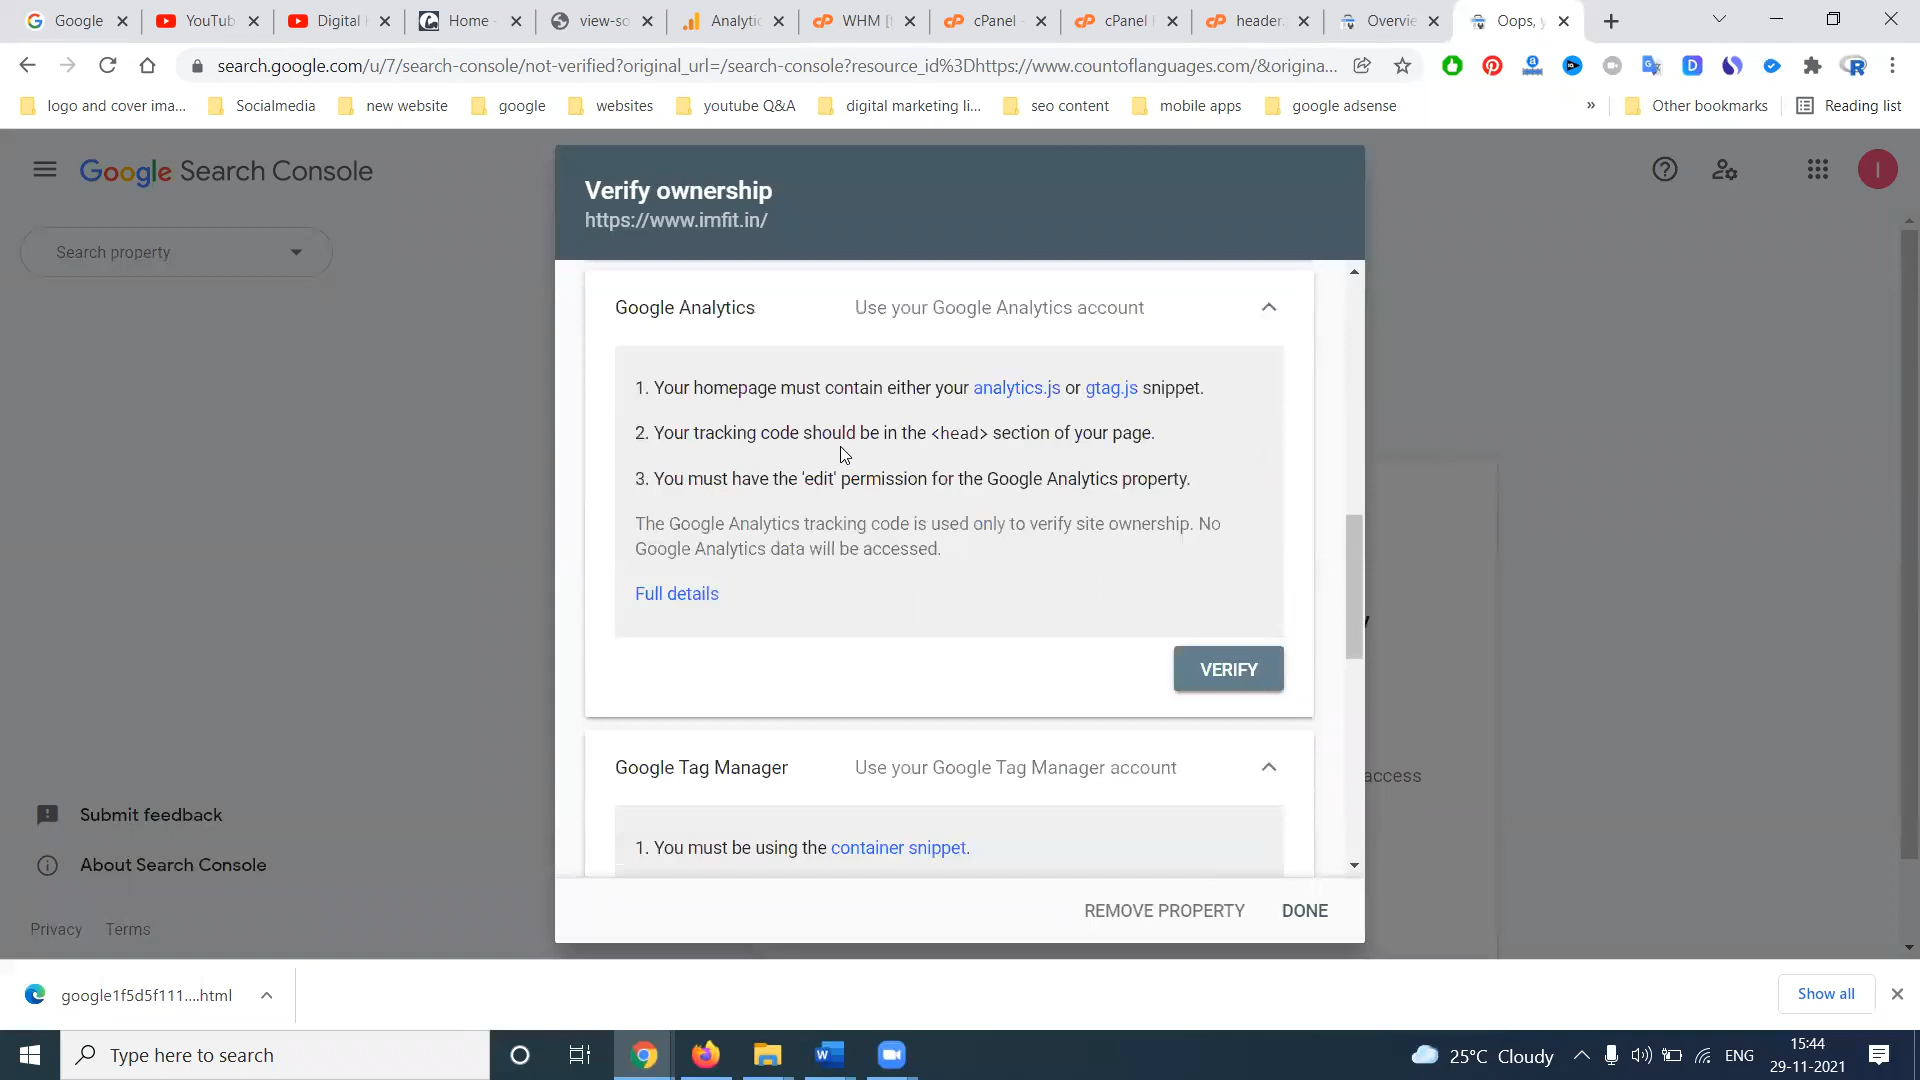 Google
YouTub
Digital
Home -
view-so
Analytic
WHM [
cPanel -
cPanel
header.
Overvie
Oops, y
search.google.com/u/7/search-console/not-verified?original_url=/search-console?resource_id%3Dhttps://www.countoflanguages.com/&origina...
logo and cover ima...
Socialmedia
new website
google
websites
youtube Q&A
digital marketing li...
seo content
mobile apps
google adsense
»
Other bookmarks
Reading list
Google Search Console
I
Search property
Verify ownership
https://www.imfit.in/
Google Analytics
Use your Google Analytics account
1. Your homepage must contain either your analytics.js or gtag.js snippet.
2. Your tracking code should be in the <head> section of your page.
3. You must have the 'edit' permission for the Google Analytics property.
The Google Analytics tracking code is used only to verify site ownership. No
Google Analytics data will be accessed.
Full details
VERIFY
Google Tag Manager
Use your Google Tag Manager account
access
1. You must be using the container snippet.
Submit feedback
About Search Console
REMOVE PROPERTY
DONE
Privacy
Terms
google1f5d5f111....html
Show all
Type here to search
25°C Cloudy
ENG
15:44
29-11-2021